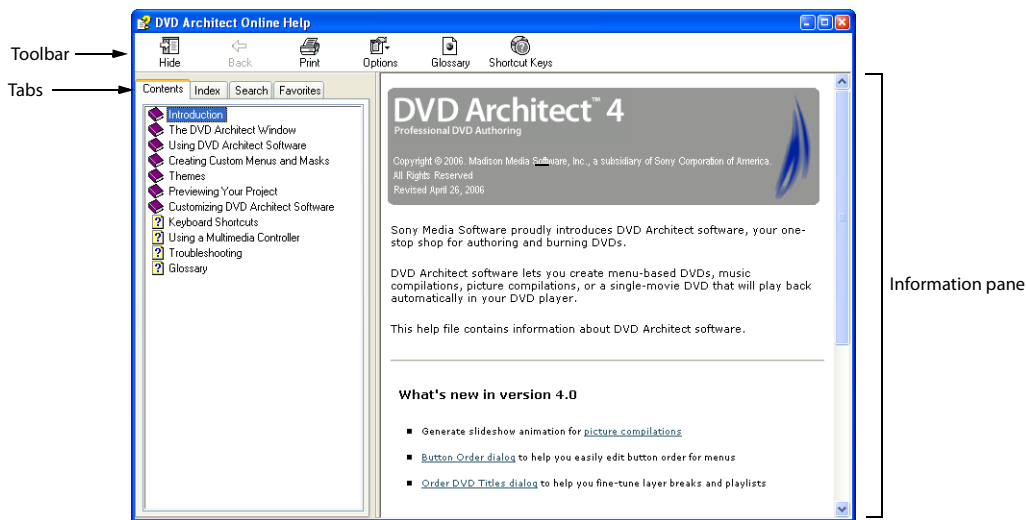 DVD Architect Online Help
Toolbar
Hide Back Print Options Glossary Shortcut Keys
Tabs
Contents Index Search Favorites
Introduction
The DVD Architect Window
Using DVD Architect Software
Creating Custom Menus and Masks
Themes
Previewing Your Project
Customizing DVD Architect Software
Keyboard Shortcuts
Using a Multimedia Controller
Troubleshooting
Glossary
DVD Architect™ 4
Professional DVD Authoring
Copyright © 2006. Madison Media Software, Inc., a subsidiary of Sony Corporation of America.
All Rights Reserved
Revised April 26, 2006
Sony Media Software proudly introduces DVD Architect software, your one-
stop shop for authoring and burning DVDs.
DVD Architect software lets you create menu-based DVDs, music
compilations, picture compilations, or a single-movie DVD that will play back
automatically in your DVD player.
This help file contains information about DVD Architect software.
What's new in version 4.0
Generate slideshow animation for picture compilations
Button Order dialog to help you easily edit button order for menus
Order DVD Titles dialog to help you fine-tune layer breaks and playlists
Information pane